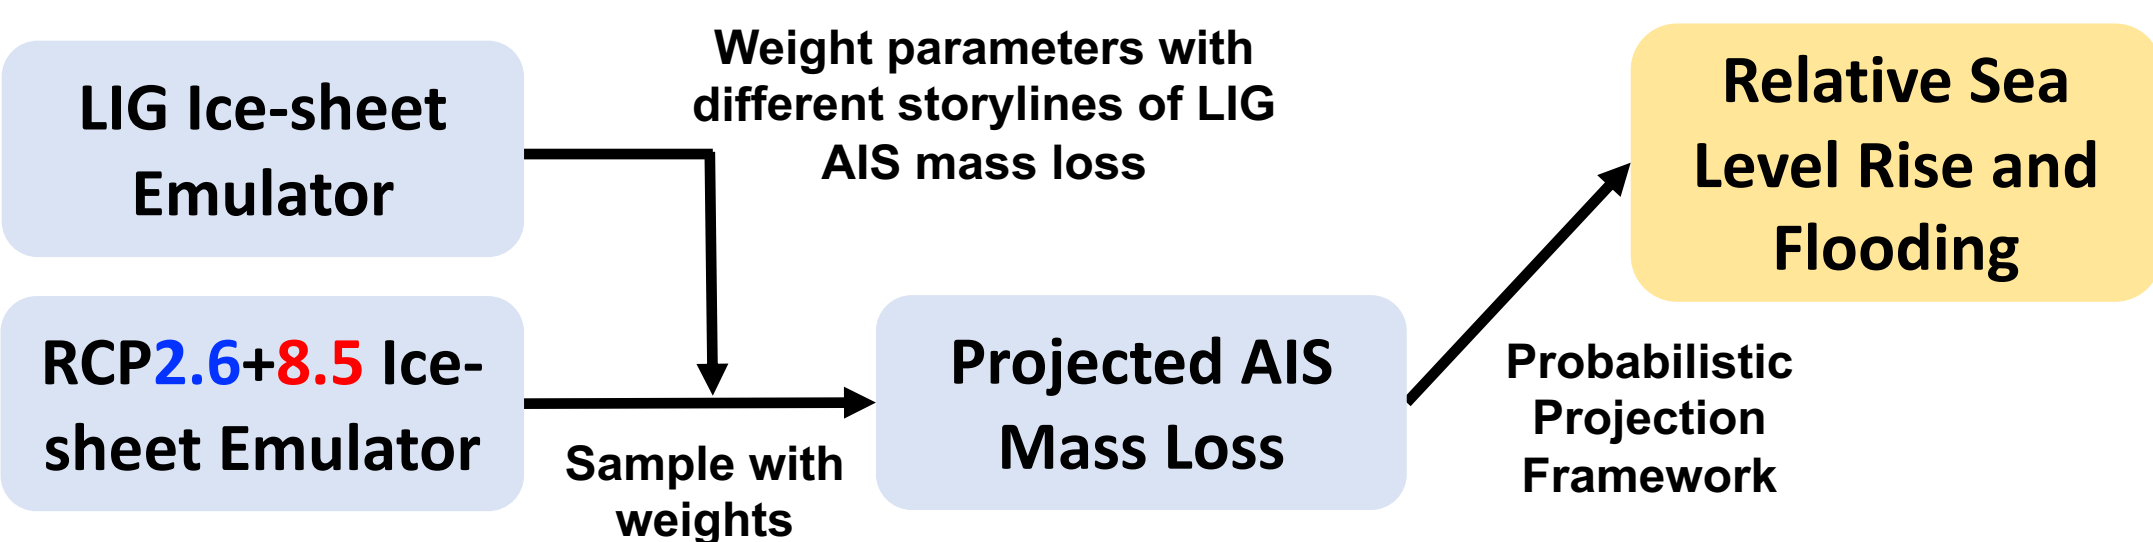 LIG Ice-sheet
Emulator
Weight parameters with
different storylines of LIG
AIS mass loss
Relative Sea
Level Rise and
Flooding
RCP2.6+8.5 Ice-
sheet Emulator
Sample with
weights
Projected AIS
Mass Loss
Probabilistic
Projection
Framework